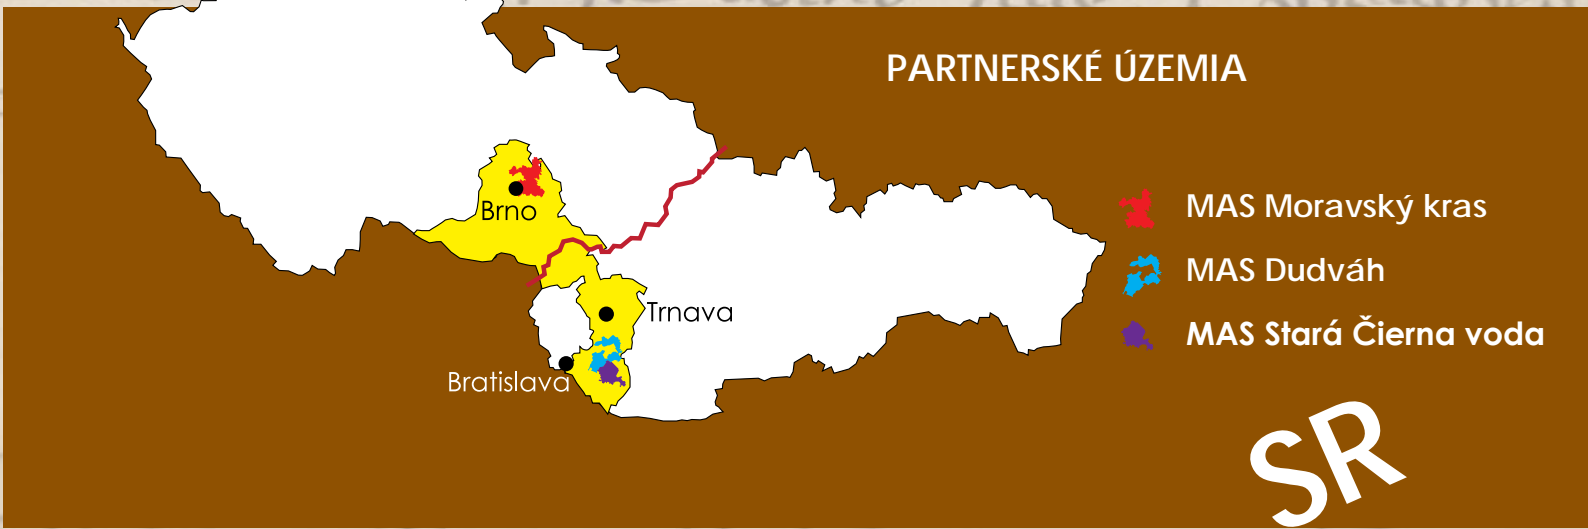 PARTNERSKÉ ÚZEMIA
Brno
MAS Moravský kras
MAS Dudváh
Trnava
MAS Stará Čierna voda
Bratislava
SR